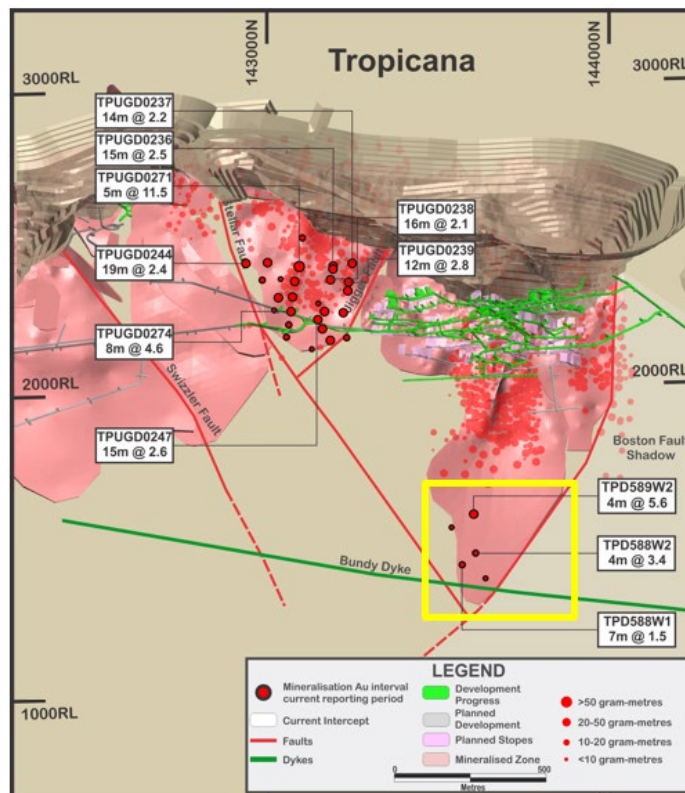 143000N
144000N
Tropicana
3000RL
3000RL
TPUGD0237
14m @ 2.2
TPUGD0236
15m @ 2.5
TPUGD0271
5m @ 11.5
TPUGD0238
16m @ 2.1
TPUGD0244
19m @ 2.4
TPUGD0239
12m @ 2.8
TPUGD0274
8m @ 4.6
2000RL
2000RL
Swizzler Fault
TPUGD0247
15m @ 2.6
Boston Fault
Shadow
TPD589W2
4m @ 5.6
TPD588W2
4m @ 3.4
Bundy Dyke
TPD588W1
7m @ 1.5
1000RL
LEGEND
Mineralisation Au interval
current reporting period
Current Intercept
Faults
Dykes
Development
Progress
Planned
Development
Planned Stopes
Mineralised Zone
>50 gram-metres
20-50 gram-metres
10-20 gram-metres
<10 gram-metres
0
500
Metres